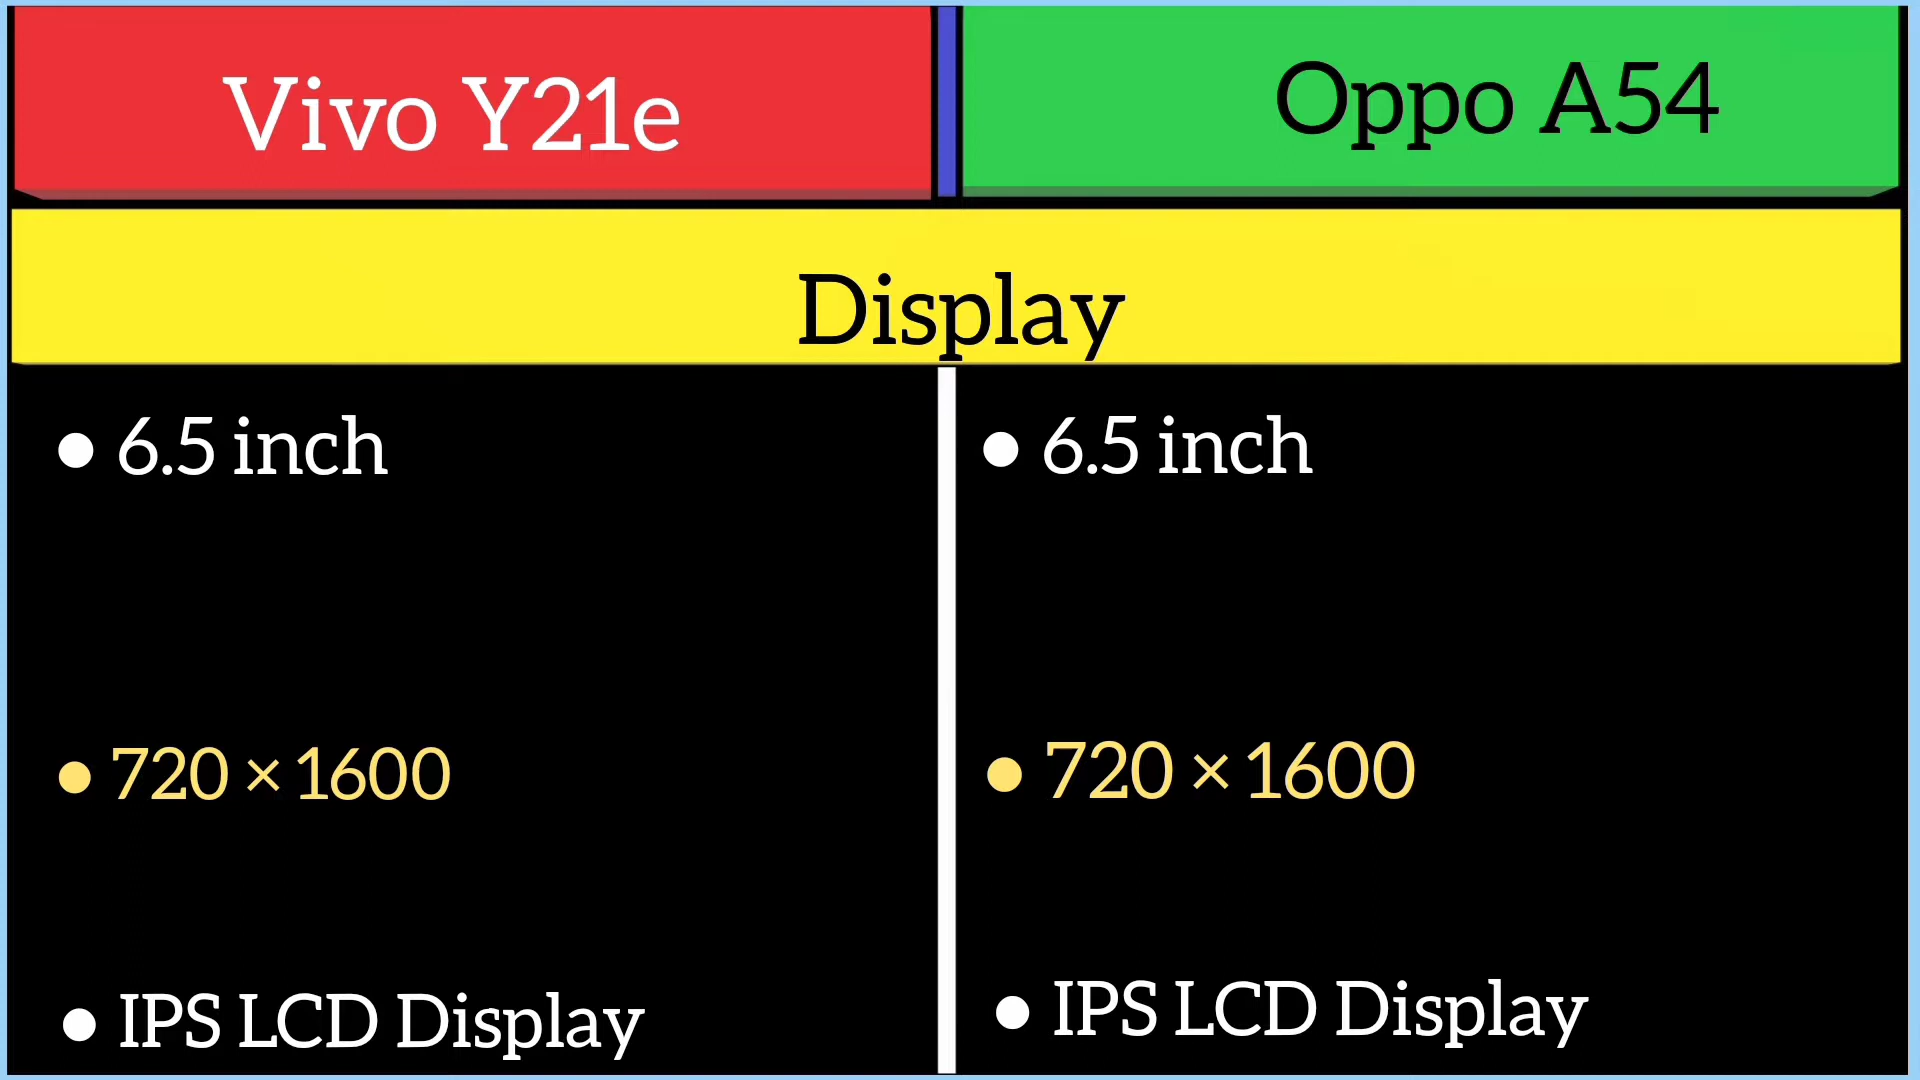 Vivo Y21e
Oppo A54
Display
● 6.5 inch
● 6.5 inch
● 720 × 1600
● 720 × 1600
● IPS LCD Display
● IPS LCD Display